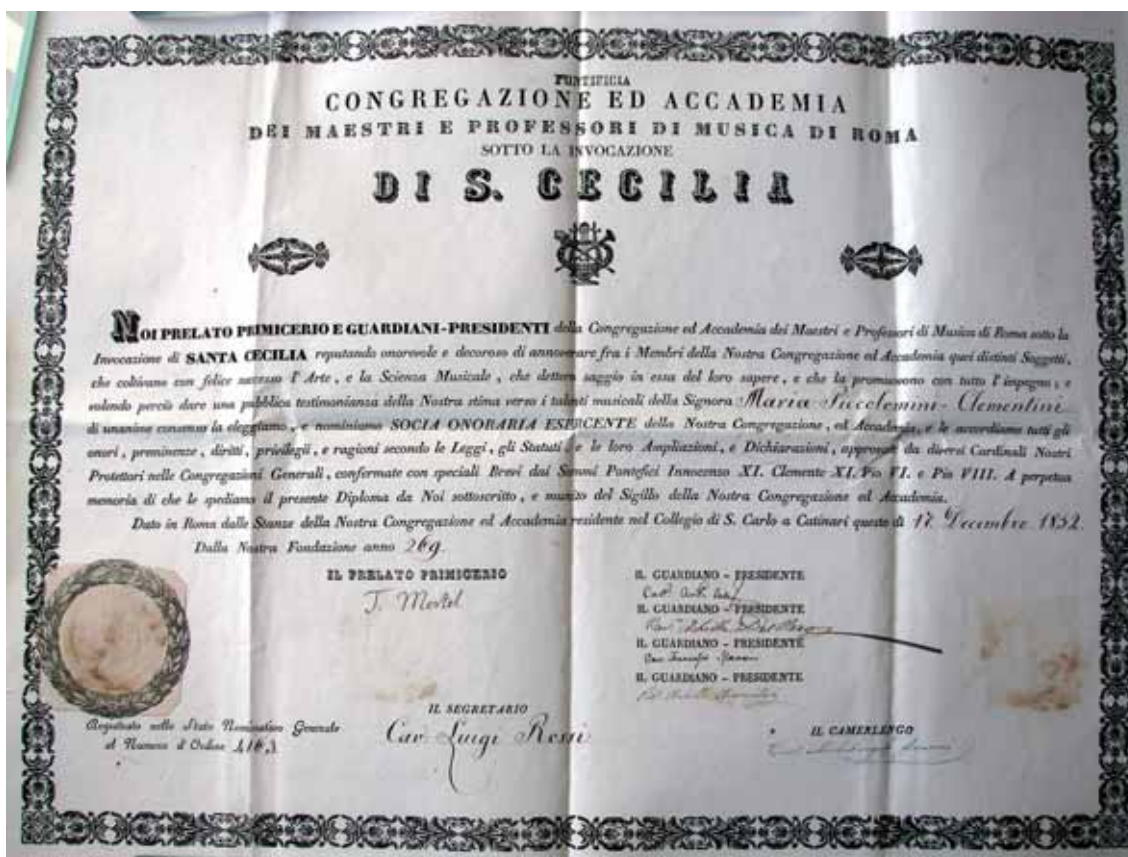 PONTIFICIA
CONGREGAZIONE ED ACCADEMIA
DEI MAESTRI E PROFESSORI DI MUSICA DI ROMA
SOTTO LA INVOCAZIONE
DI S. CECILIA
NOI PRELATO PRIMICERIO E GUARDIANI-PRESIDENTI della Congregazione ed Accademia dei Maestri e Professori di Musica di Roma sotto la
Invocazione di SANTA CECILIA reputando onorevole e decoroso di annoverare fra i Membri della Nostra Congregazione ed Accademia quei distinti Soggetti,
che coltivano con felice successo l'Arte, e la Scienza Musicale, che dettero saggio in essa del loro sapere, e che la promuovono con tutto l'impegno; e
volendo perciò dare una pubblica testimonianza della Nostra stima verso i talenti musicali della Signora Maria Piccolomini-Clementini
di unanime consenso la eleggiamo, e nominiamo SOCIA ONORARIA ESERCENTE della Nostra Congregazione, ed Accademia, e le accordiamo tutti gli
onori, preminenze, diritti, privilegii, e ragioni secondo le Leggi, gli Statuti, e le loro Ampliazioni, e Dichiarazioni, approvate da diversi Cardinali Nostri
Protettori nelle Congregazioni Generali, confermate con speciali Brevi dai Sommi Pontefici Innocenzo XI. Clemente XI. Pio VI. e Pio VIII. A perpetua
memoria di che le spediamo il presente Diploma da Noi sottoscritto, e munito del Sigillo della Nostra Congregazione ed Accademia.
Dato in Roma dalle Stanze della Nostra Congregazione ed Accademia residente nel Collegio di S. Carlo a Catinari questo dì 17. Decembre 1852.
Dalla Nostra Fondazione anno 269.
IL PRELATO PRIMICERIO
IL GUARDIANO - PRESIDENTE
IL GUARDIANO - PRESIDENTE
IL GUARDIANO - PRESIDENTE
IL GUARDIANO - PRESIDENTE
IL SEGRETARIO
Cav Luigi Rossi
Registrato nello Stato Nominativo Generale
al Numero d'Ordine
IL CAMERLENGO